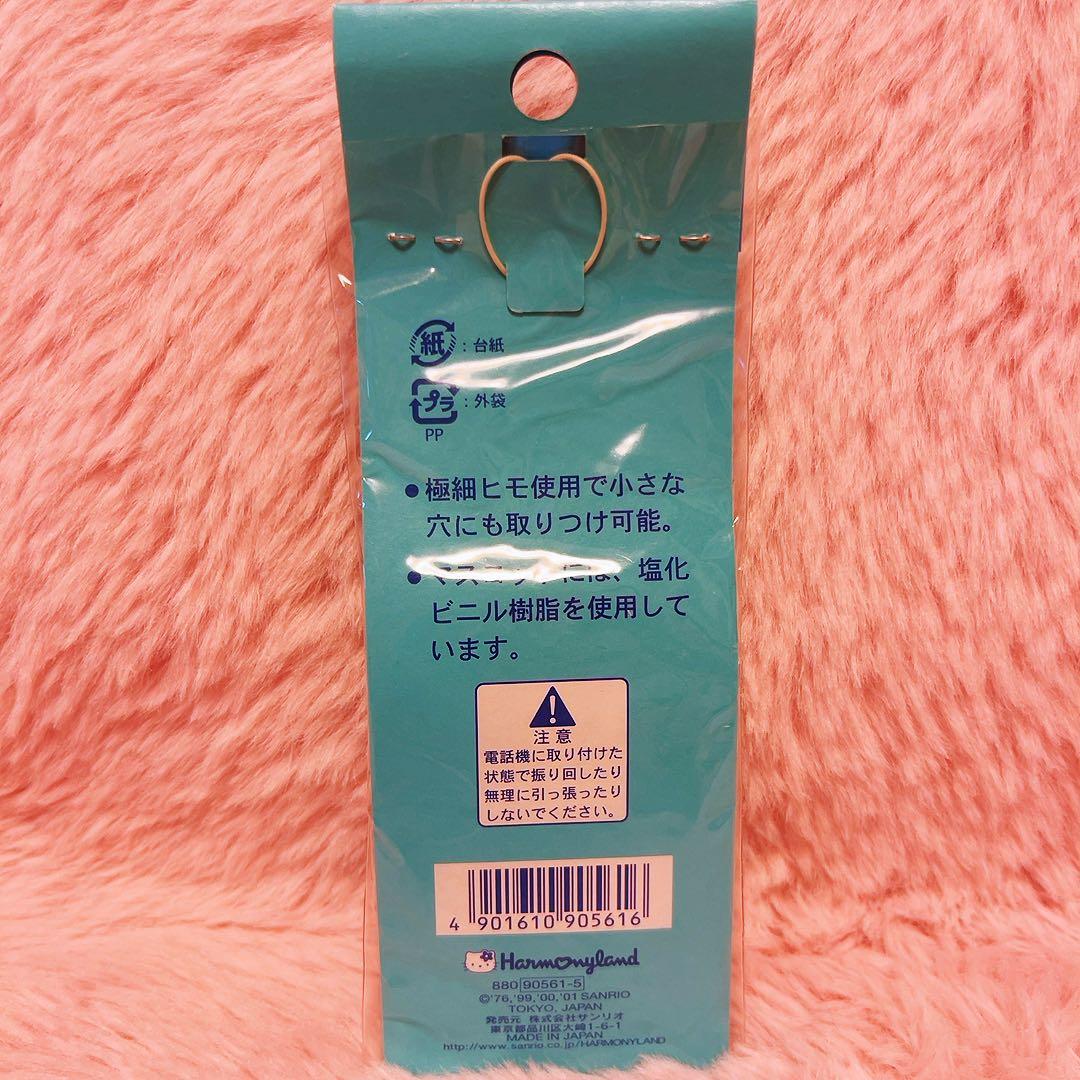 紙 : 台紙
プラ : 外袋
PP
●極細ヒモ使用で小さな
穴にも取りつけ可能。
●マスコットには、塩化
ビニル樹脂を使用して
います。
注意
電話機に取り付けた
状態で振り回したり
無理に引っ張ったり
しないでください。
4 901610 905616
Harmonyland
880 90561-5
©'76,'99,'00,'01 SANRIO
TOKYO, JAPAN
発売元 株式会社サンリオ
東京都品川区大崎1-6-1
MADE IN JAPAN
http://www.sanrio.co.jp/HARMONYLAND